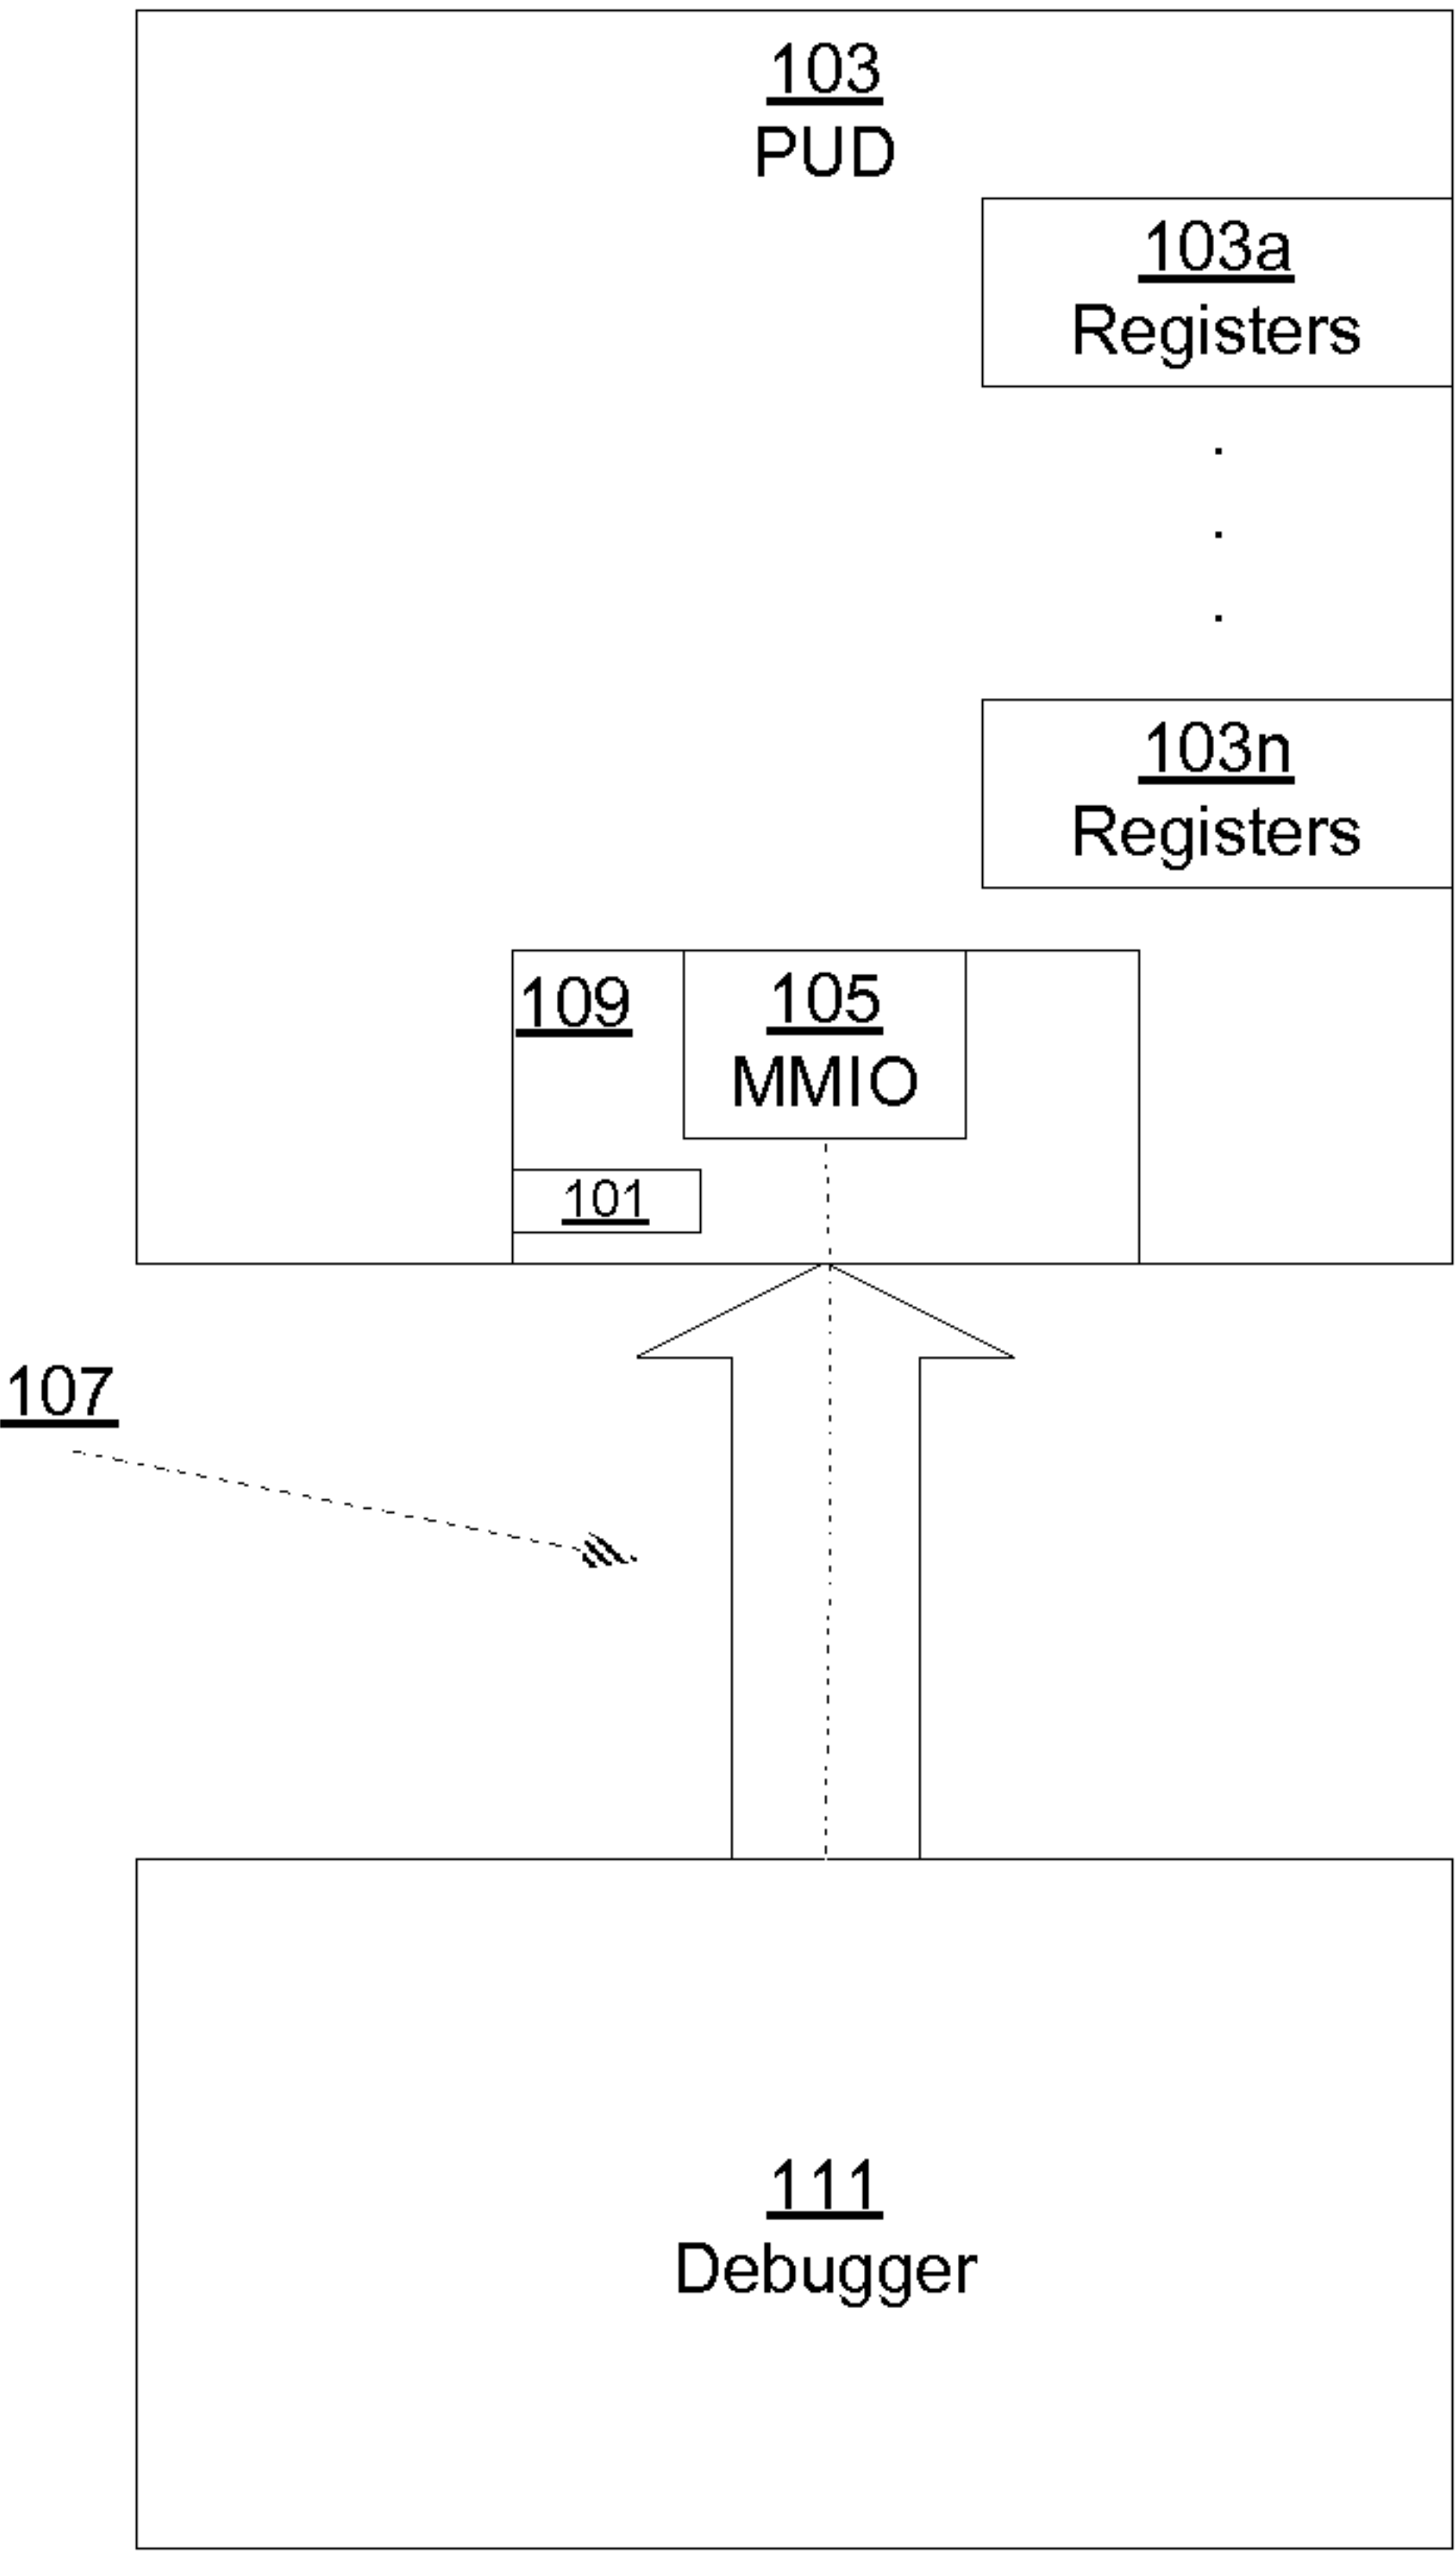 103
PUD
103a
Registers
.
.
.
103n
Registers
109
105
MMIO
101
107
111
Debugger